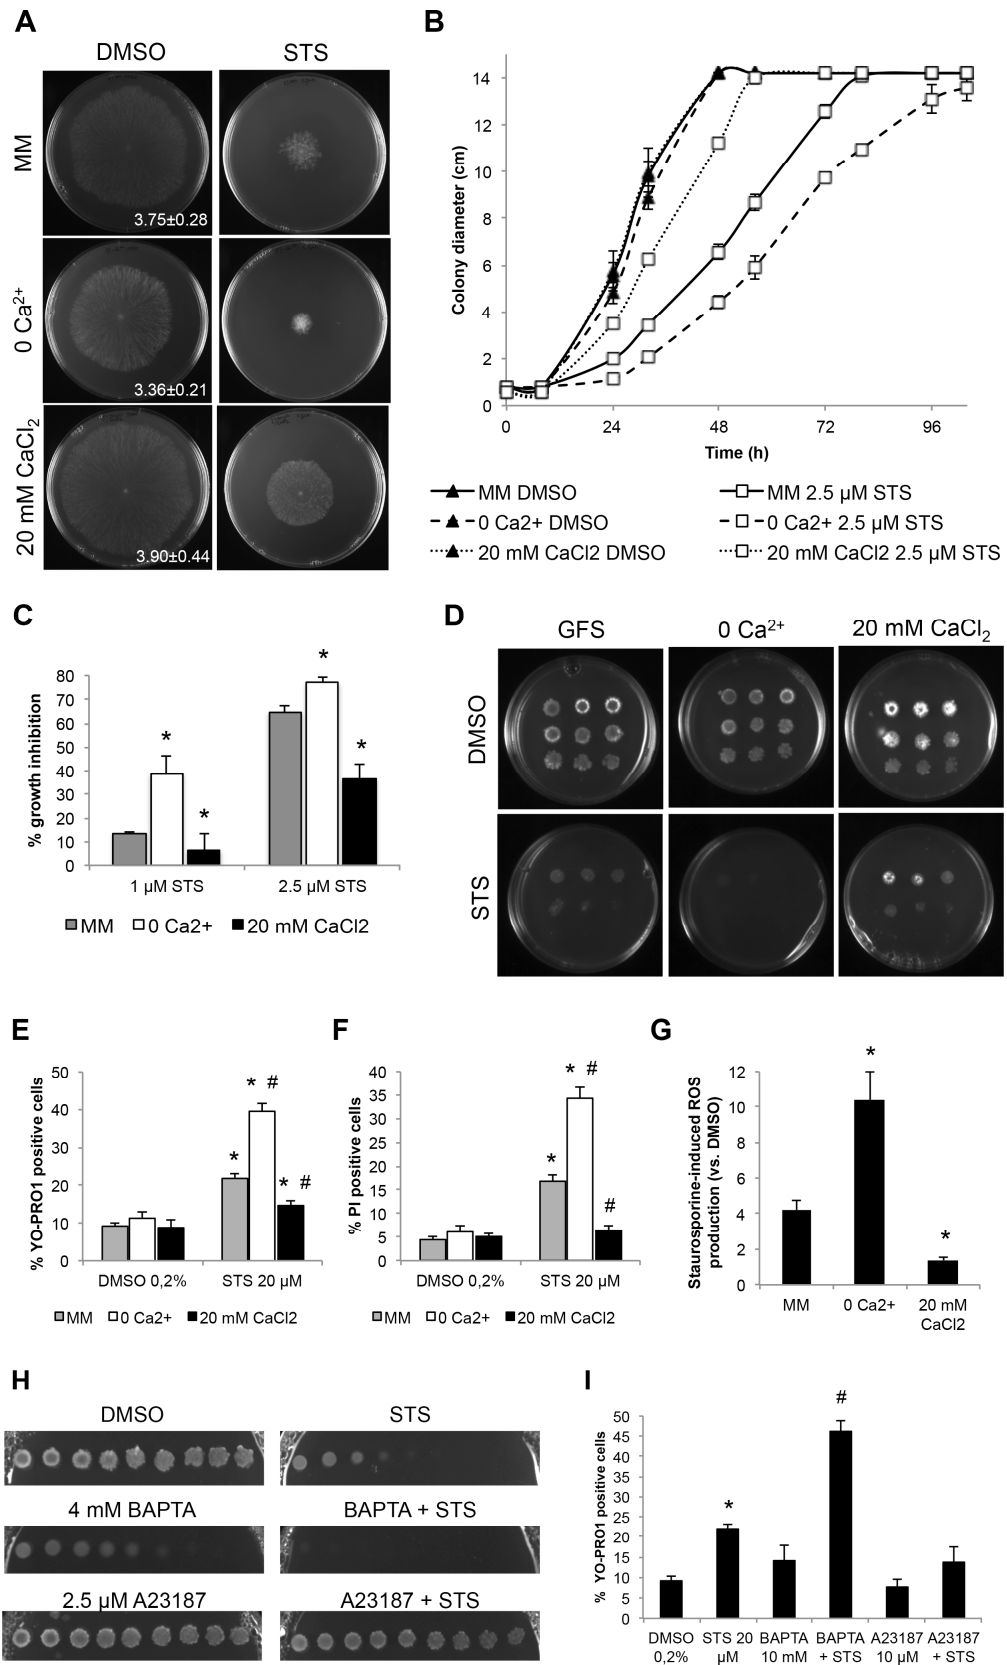 A
DMSO
STS
MM
3.75±0.28
0 Ca2+
3.36±0.21
20 mM CaCl2
3.90±0.44
B
Colony diameter (cm)
14
12
10
8
6
4
2
0
0 24 48 72 96
Time (h)
MM DMSO
MM 2.5 µM STS
0 Ca2+ DMSO
0 Ca2+ 2.5 µM STS
20 mM CaCl2 DMSO
20 mM CaCl2 2.5 µM STS
C
% growth inhibition
80
70
60
50
40
30
20
10
0
* * * *
1 µM STS 2.5 µM STS
MM 0 Ca2+ 20 mM CaCl2
D
GFS 0 Ca2+ 20 mM CaCl2
DMSO
STS
E
% YO-PRO1 positive cells
50
40
30
20
10
0
* * # * #
DMSO 0,2% STS 20 µM
MM 0 Ca2+ 20 mM CaCl2
F
% PI positive cells
40
35
30
25
20
15
10
5
0
* * # #
DMSO 0,2% STS 20 µM
MM 0 Ca2+ 20 mM CaCl2
G
Staurosporine-induced ROS
production (vs. DMSO)
12
10
8
6
4
2
0
* *
MM 0 Ca2+ 20 mM
CaCl2
H
DMSO STS
4 mM BAPTA BAPTA + STS
2.5 µM A23187 A23187 + STS
I
% YO-PRO1 positive cells
50
45
40
35
30
25
20
15
10
5
0
* #
DMSO STS 20 BAPTA BAPTA A23187 A23187
0,2% µM 10 mM + STS 10 µM + STS